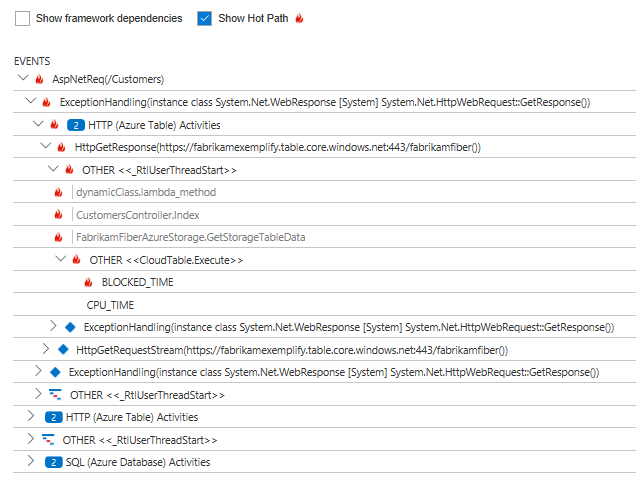 Show framework dependencies Show Hot Path
EVENTS
AspNetReq(/Customers)
ExceptionHandling(instance class System.Net.WebResponse [System] System.Net.HttpWebRequest::GetResponse())
2 HTTP (Azure Table) Activities
HttpGetResponse(https://fabrikamexemplify.table.core.windows.net:443/fabrikamfiber())
OTHER <<_RtlUserThreadStart>>
dynamicClass.lambda_method
CustomersController.Index
FabrikamFiberAzureStorage.GetStorageTableData
OTHER <<CloudTable.Execute>>
BLOCKED_TIME
CPU_TIME
ExceptionHandling(instance class System.Net.WebResponse [System] System.Net.HttpWebRequest::GetResponse())
HttpGetRequestStream(https://fabrikamexemplify.table.core.windows.net:443/fabrikamfiber())
ExceptionHandling(instance class System.Net.WebResponse [System] System.Net.HttpWebRequest::GetResponse())
OTHER <<_RtlUserThreadStart>>
2 HTTP (Azure Table) Activities
OTHER <<_RtlUserThreadStart>>
2 SQL (Azure Database) Activities